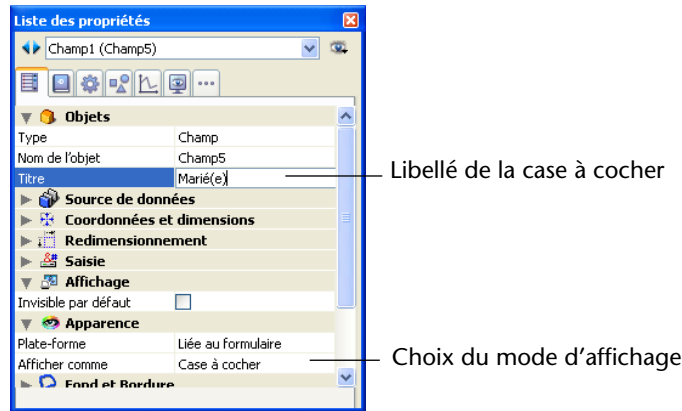 Liste des propriétés
Champ1 (Champ5)
Objets
Type Champ
Nom de l'objet Champ5
Titre Marié(e)
Libellé de la case à cocher
Source de données
Coordonnées et dimensions
Redimensionnement
Saisie
Affichage
Invisible par défaut
Apparence
Plate-forme Liée au formulaire
Afficher comme Case à cocher
Choix du mode d'affichage
Fond et Bordure